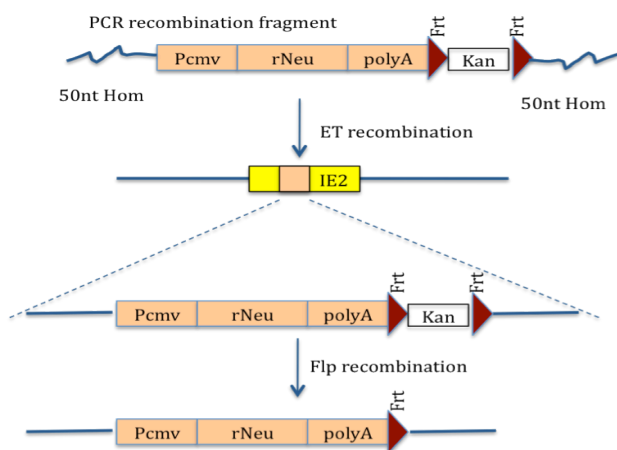 PCR recombination fragment
Frt Frt
Pcmv rNeu polyA Kan
50nt Hom 50nt Hom
ET recombination
IE2
Frt Frt
Pcmv rNeu polyA Kan
Flp recombination
Frt
Pcmv rNeu polyA